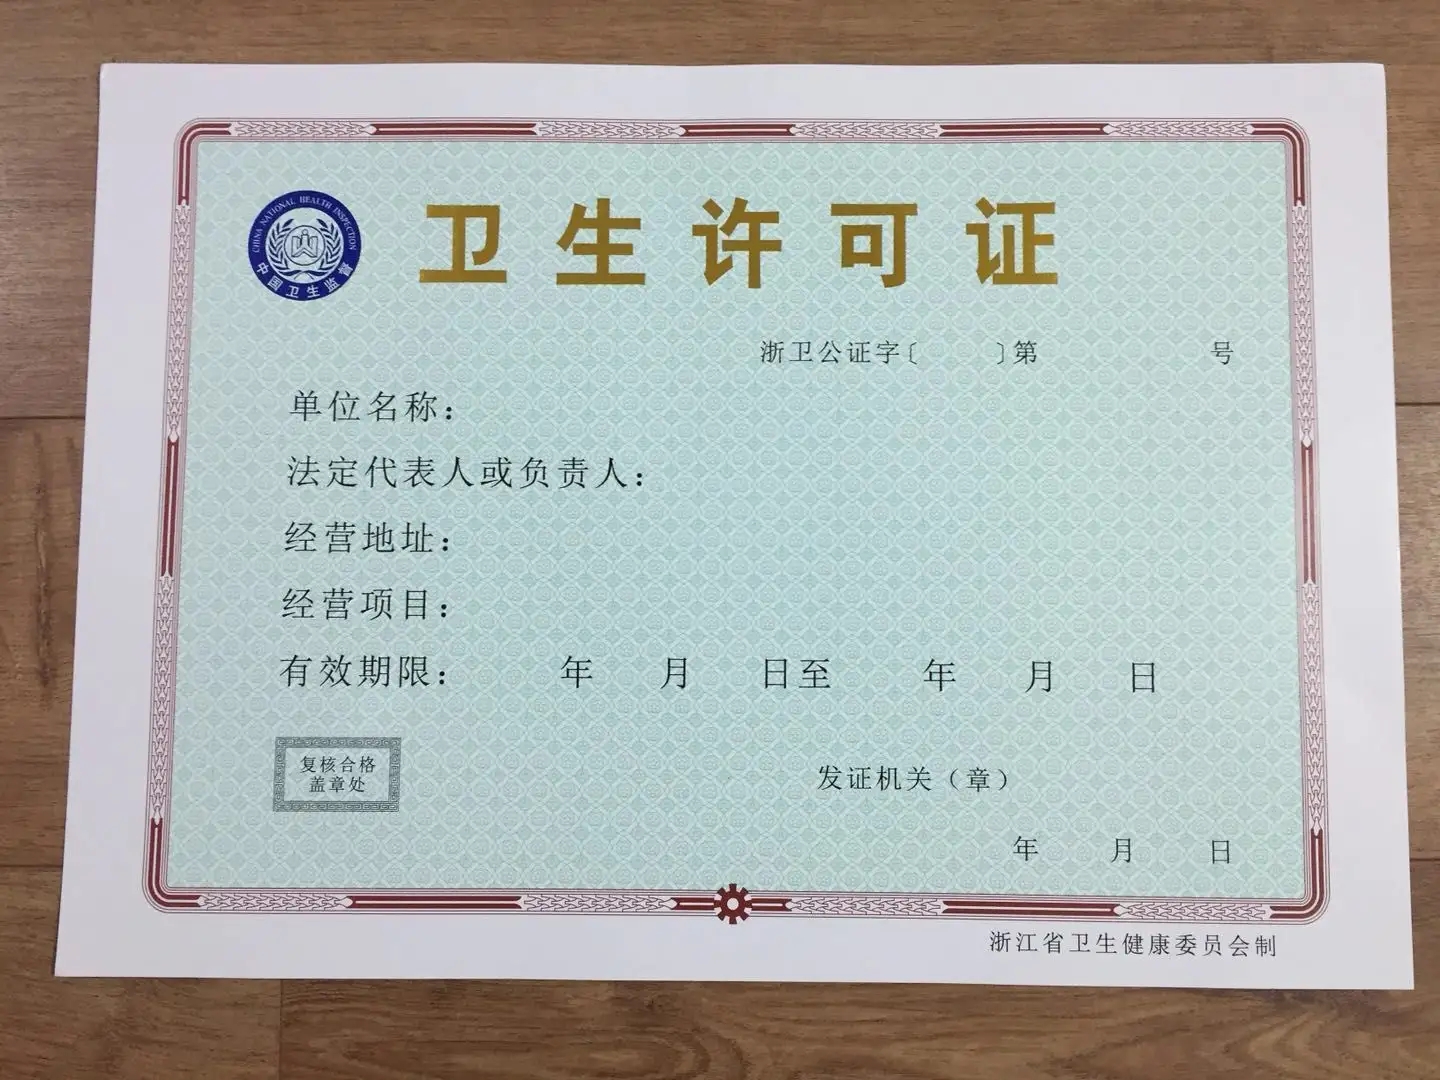 CHINA NATIONAL HEALTH INSPECTION
中国卫生监督
卫生许可证
浙卫公证字〔 〕第 号
单位名称：
法定代表人或负责人：
经营地址：
经营项目：
有效期限： 年 月 日至 年 月 日
复核合格
盖章处
发证机关（章）
年 月 日
浙江省卫生健康委员会制